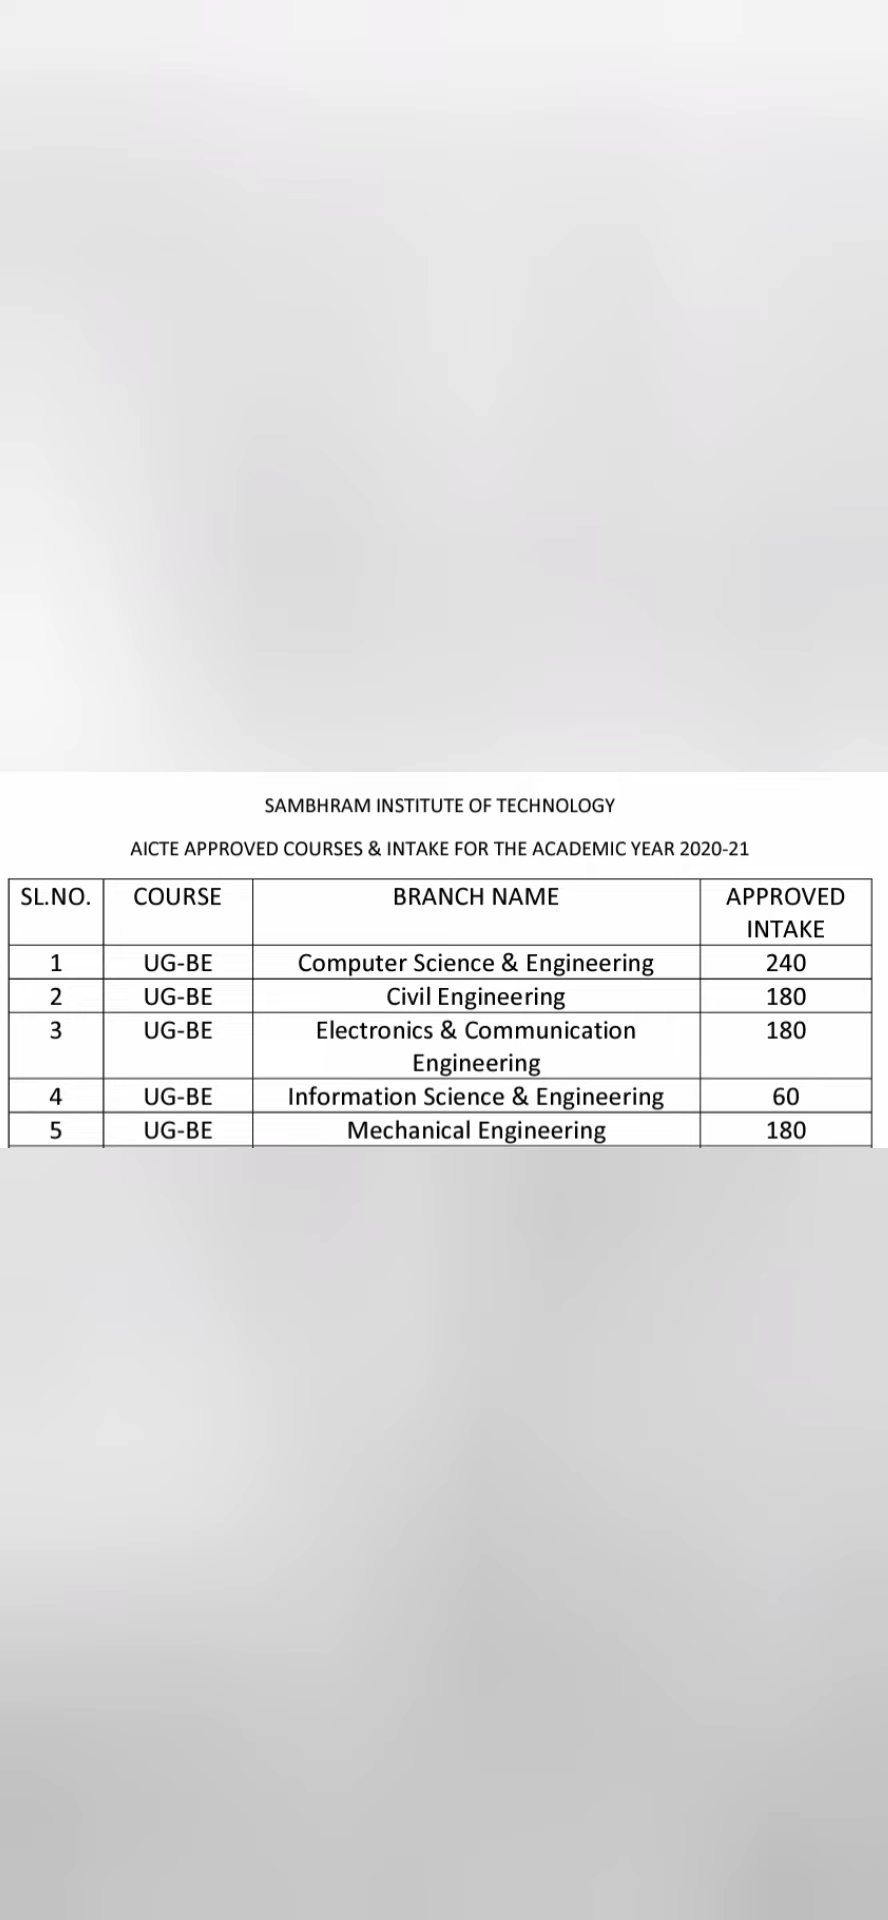 SAMBHRAM INSTITUTE OF TECHNOLOGY
AICTE APPROVED COURSES & INTAKE FOR THE ACADEMIC YEAR 2020-21
SL.NO. COURSE BRANCH NAME APPROVED
INTAKE
1 UG-BE Computer Science & Engineering 240
2 UG-BE Civil Engineering 180
3 UG-BE Electronics & Communication 180
Engineering
4 UG-BE Information Science & Engineering 60
5 UG-BE Mechanical Engineering 180